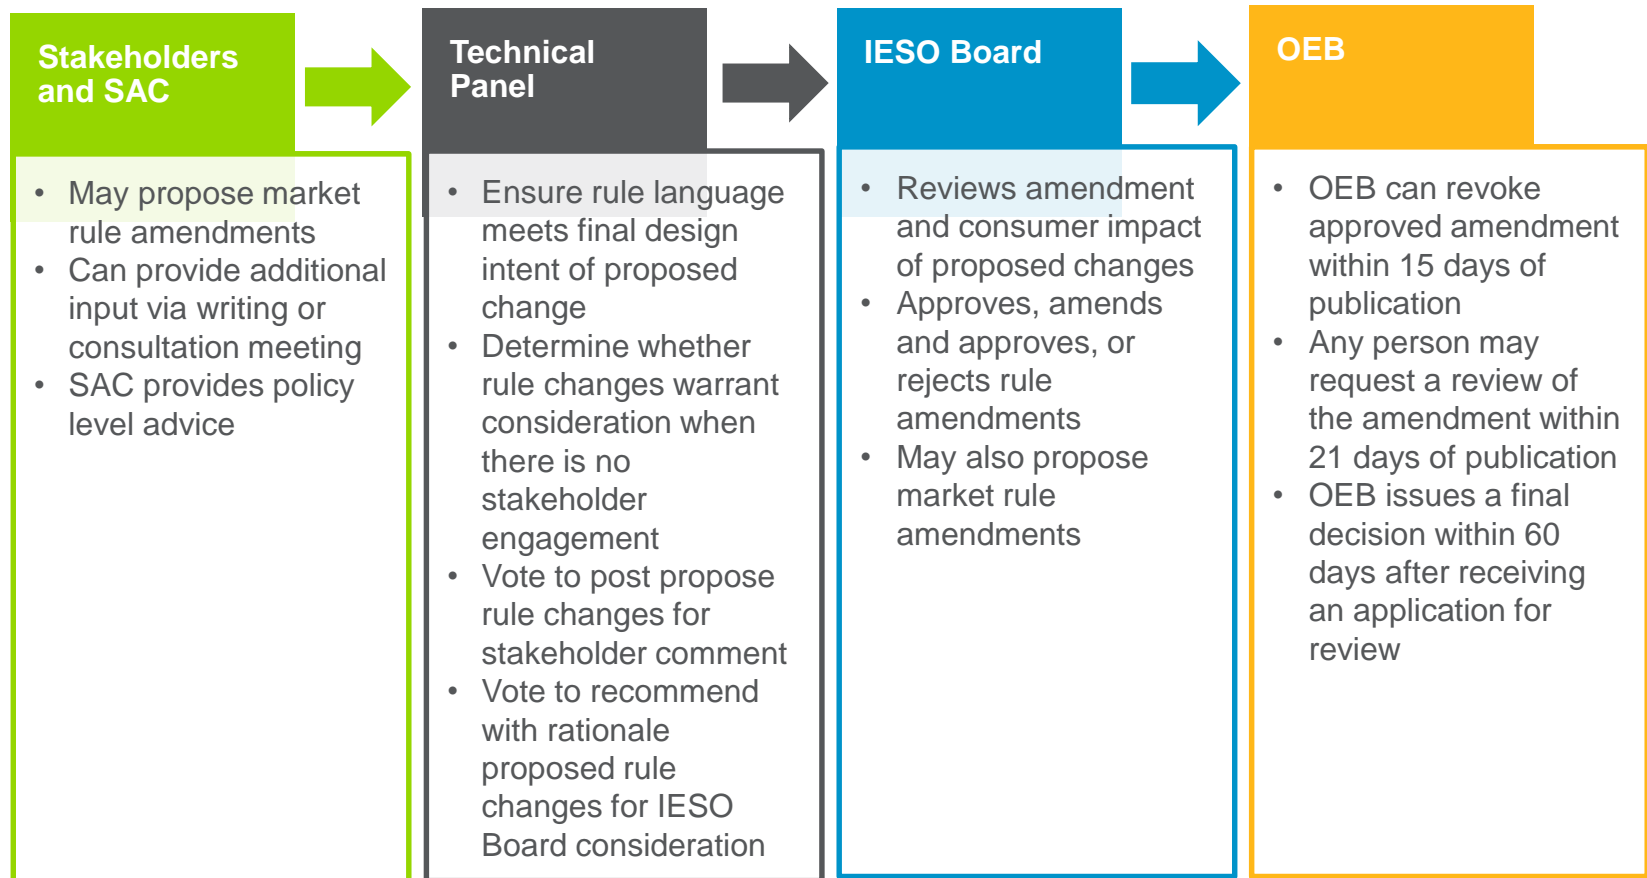 Stakeholders
and SAC
• May propose market
rule amendments
• Can provide additional
input via writing or
consultation meeting
• SAC provides policy
level advice
Technical
Panel
• Ensure rule language
meets final design
intent of proposed
change
• Determine whether
rule changes warrant
consideration when
there is no
stakeholder
engagement
• Vote to post propose
rule changes for
stakeholder comment
• Vote to recommend
with rationale
proposed rule
changes for IESO
Board consideration
IESO Board
• Reviews amendment
and consumer impact
of proposed changes
• Approves, amends
and approves, or
rejects rule
amendments
• May also propose
market rule
amendments
OEB
• OEB can revoke
approved amendment
within 15 days of
publication
• Any person may
request a review of
the amendment within
21 days of publication
• OEB issues a final
decision within 60
days after receiving
an application for
review